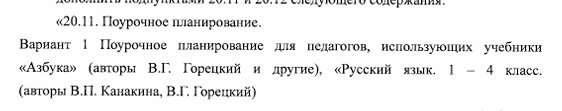 дополнить подпунктами 20.11 и 20.12 следующего содержания:
«20.11. Поурочное планирование.
Вариант 1 Поурочное планирование для педагогов, использующих учебники
«Азбука» (авторы В.Г. Горецкий и другие), «Русский язык. 1 – 4 класс.
(авторы В.П. Канакина, В.Г. Горецкий)